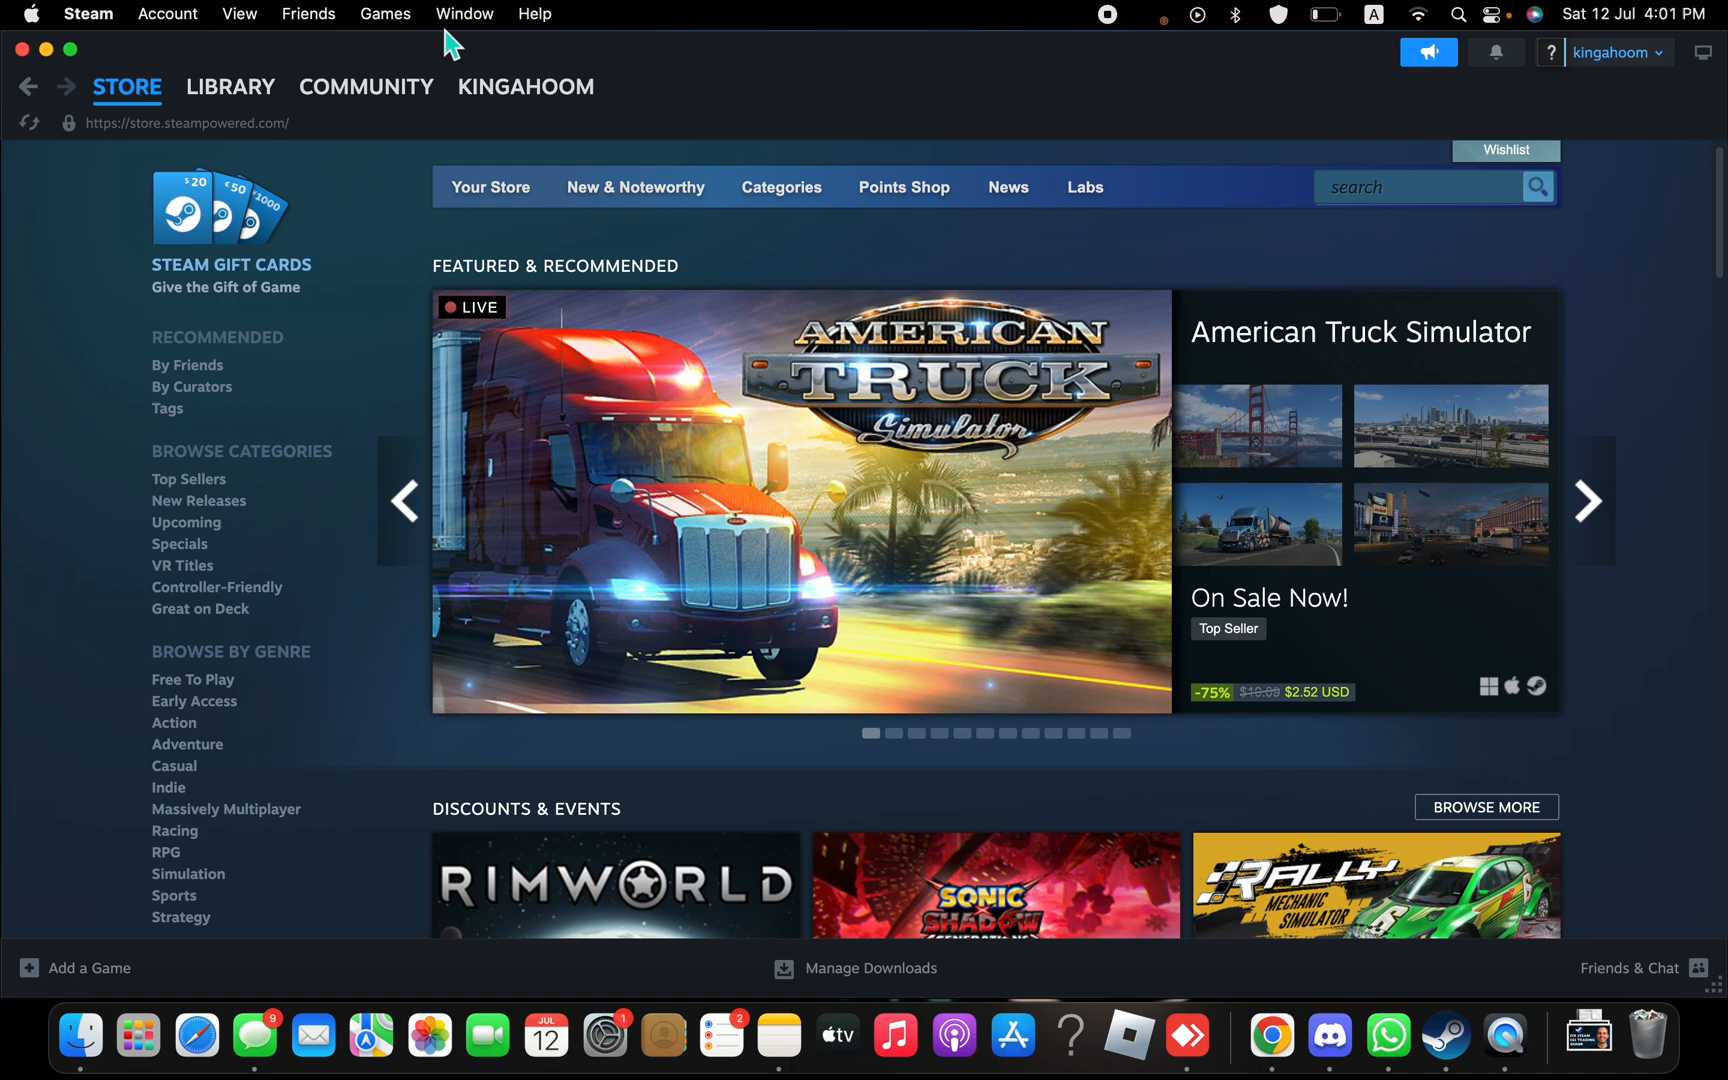 Steam Account View Friends Games Window Help A Sat 12 Jul 4:01 PM
? kingahoom
STORE LIBRARY COMMUNITY KINGAHOOM
https://store.steampowered.com/
Wishlist
Your Store New & Noteworthy Categories Points Shop News Labs search
$20 €50 ¥1000
STEAM GIFT CARDS
Give the Gift of Game
RECOMMENDED
By Friends
By Curators
Tags
BROWSE CATEGORIES
Top Sellers
New Releases
Upcoming
Specials
VR Titles
Controller-Friendly
Great on Deck
BROWSE BY GENRE
Free To Play
Early Access
Action
Adventure
Casual
Indie
Massively Multiplayer
Racing
RPG
Simulation
Sports
Strategy
FEATURED & RECOMMENDED
LIVE
AMERICAN
TRUCK
Simulator
American Truck Simulator
On Sale Now!
Top Seller
-75% $2.52 USD
DISCOUNTS & EVENTS
BROWSE MORE
RIMWORLD
SONIC
SHADOW
GENERATIONS
RALLY
MECHANIC
SIMULATOR
Add a Game Manage Downloads Friends & Chat
9
JUL
12
1
2
tv
?